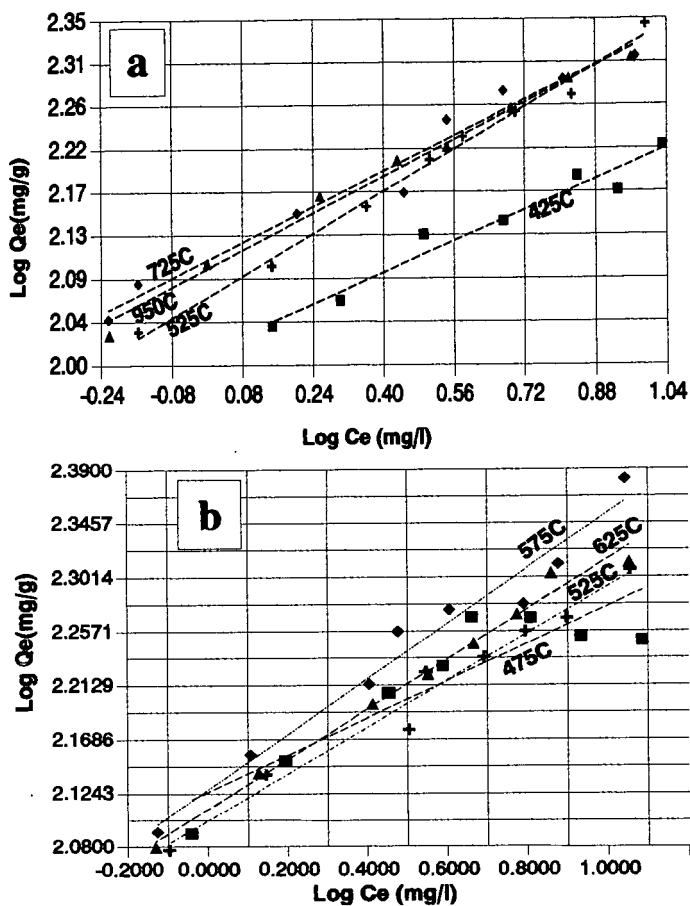 a
Log Qe(mg/g)
2.35
2.31
2.26
2.22
2.17
2.13
2.09
2.04
2.00
425C
725C
950C
525C
-0.24 -0.08 0.08 0.24 0.40 0.56 0.72 0.88 1.04
Log Ce (mg/l)
b
Log Qe(mg/g)
2.3900
2.3457
2.3014
2.2571
2.2129
2.1686
2.1243
2.0800
575C
625C
525C
475C
-0.2000 0.0000 0.2000 0.4000 0.6000 0.8000 1.0000
Log Ce (mg/l)